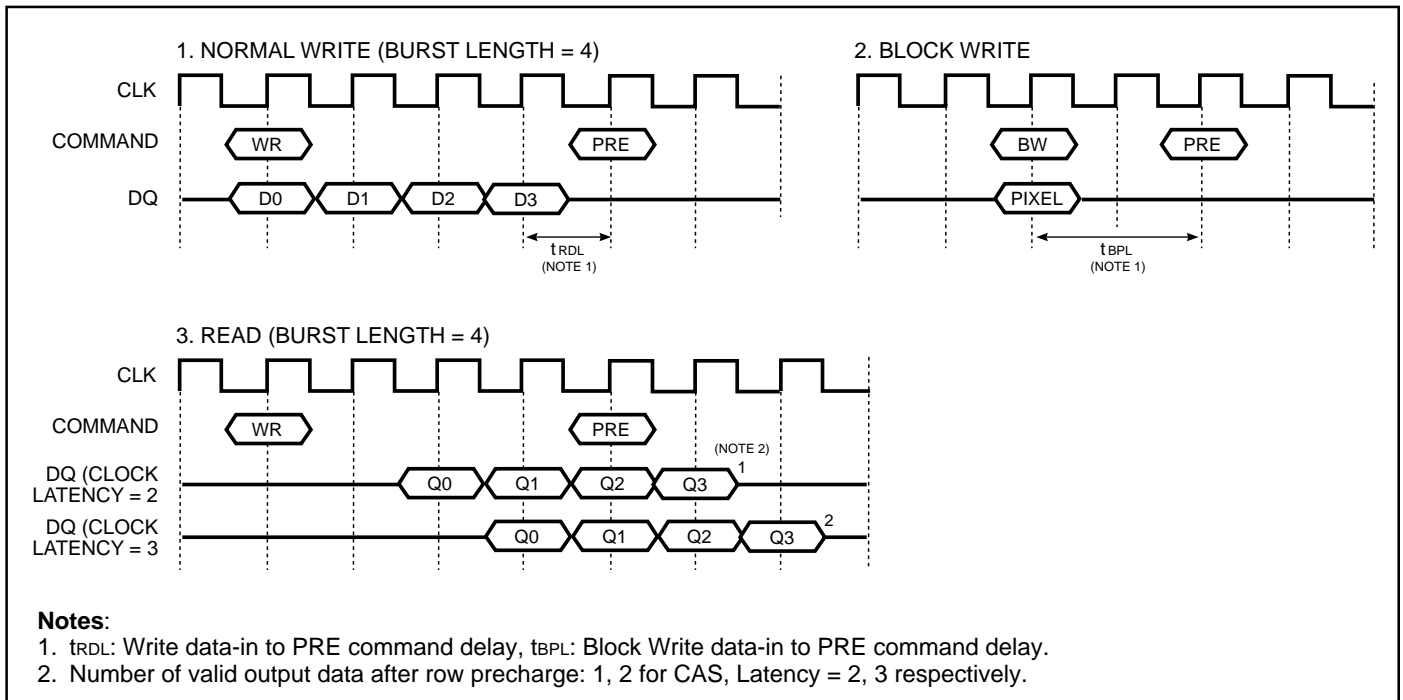 1. NORMAL WRITE (BURST LENGTH = 4)
CLK
COMMAND
WR
PRE
DQ
D0
D1
D2
D3
tRDL
(NOTE 1)
2. BLOCK WRITE
BW
PRE
PIXEL
tBPL
(NOTE 1)
3. READ (BURST LENGTH = 4)
CLK
COMMAND
WR
PRE
(NOTE 2)
DQ (CLOCK
LATENCY = 2
Q0
Q1
Q2
Q3
1
DQ (CLOCK
LATENCY = 3
Q0
Q1
Q2
Q3
2
Notes:
1. tRDL: Write data-in to PRE command delay, tBPL: Block Write data-in to PRE command delay.
2. Number of valid output data after row precharge: 1, 2 for CAS, Latency = 2, 3 respectively.